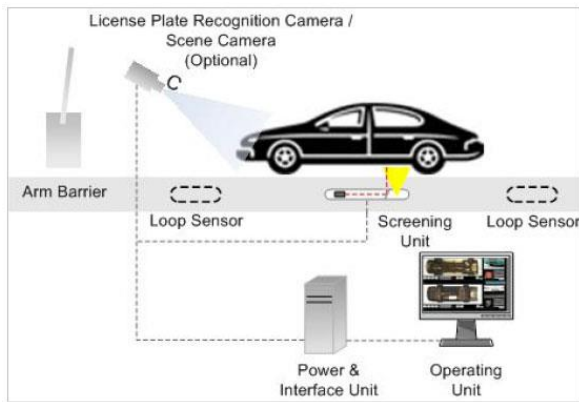 License Plate Recognition Camera /
Scene Camera
(Optional)
C
Arm Barrier
Loop Sensor
Screening
Unit
Loop Sensor
Power &
Interface Unit
Operating
Unit